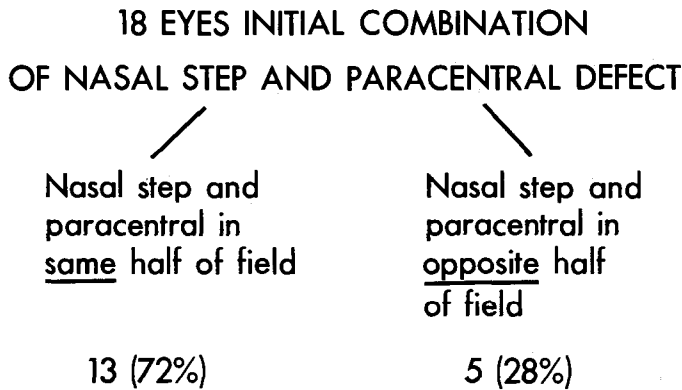 18 EYES INITIAL COMBINATION
OF NASAL STEP AND PARACENTRAL DEFECT
Nasal step and
paracentral in
same half of field
13 (72%)
Nasal step and
paracentral in
opposite half
of field
5 (28%)